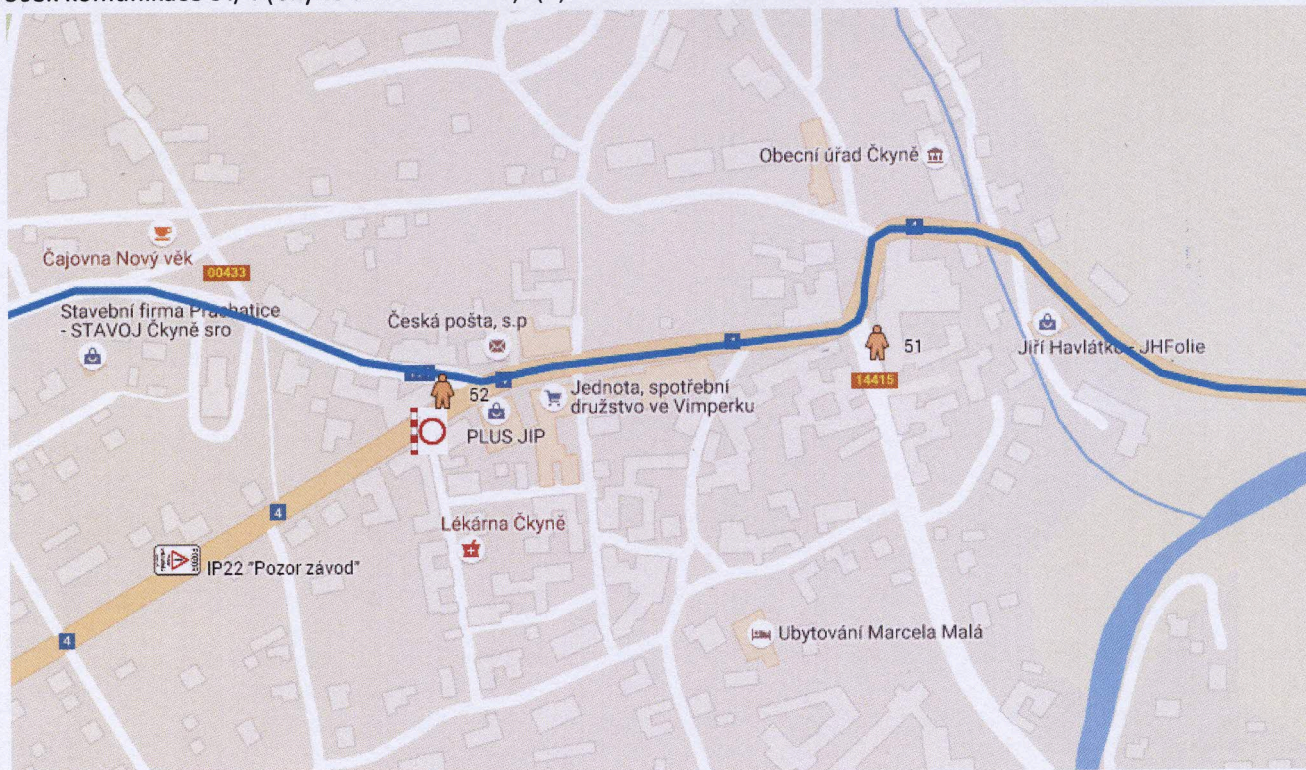 Obecní úřad Čkyně
Čajovna Nový věk
00433
Stavební firma Prachatice
- STAVOJ Čkyně sro
Česká pošta, s.p
51
Jiří Havlátko - JHFolie
14415
52
Jednota, spotřební
družstvo ve Vimperku
PLUS JIP
4
Lékárna Čkyně
IP22 "Pozor závod"
4
Ubytování Marcela Malá